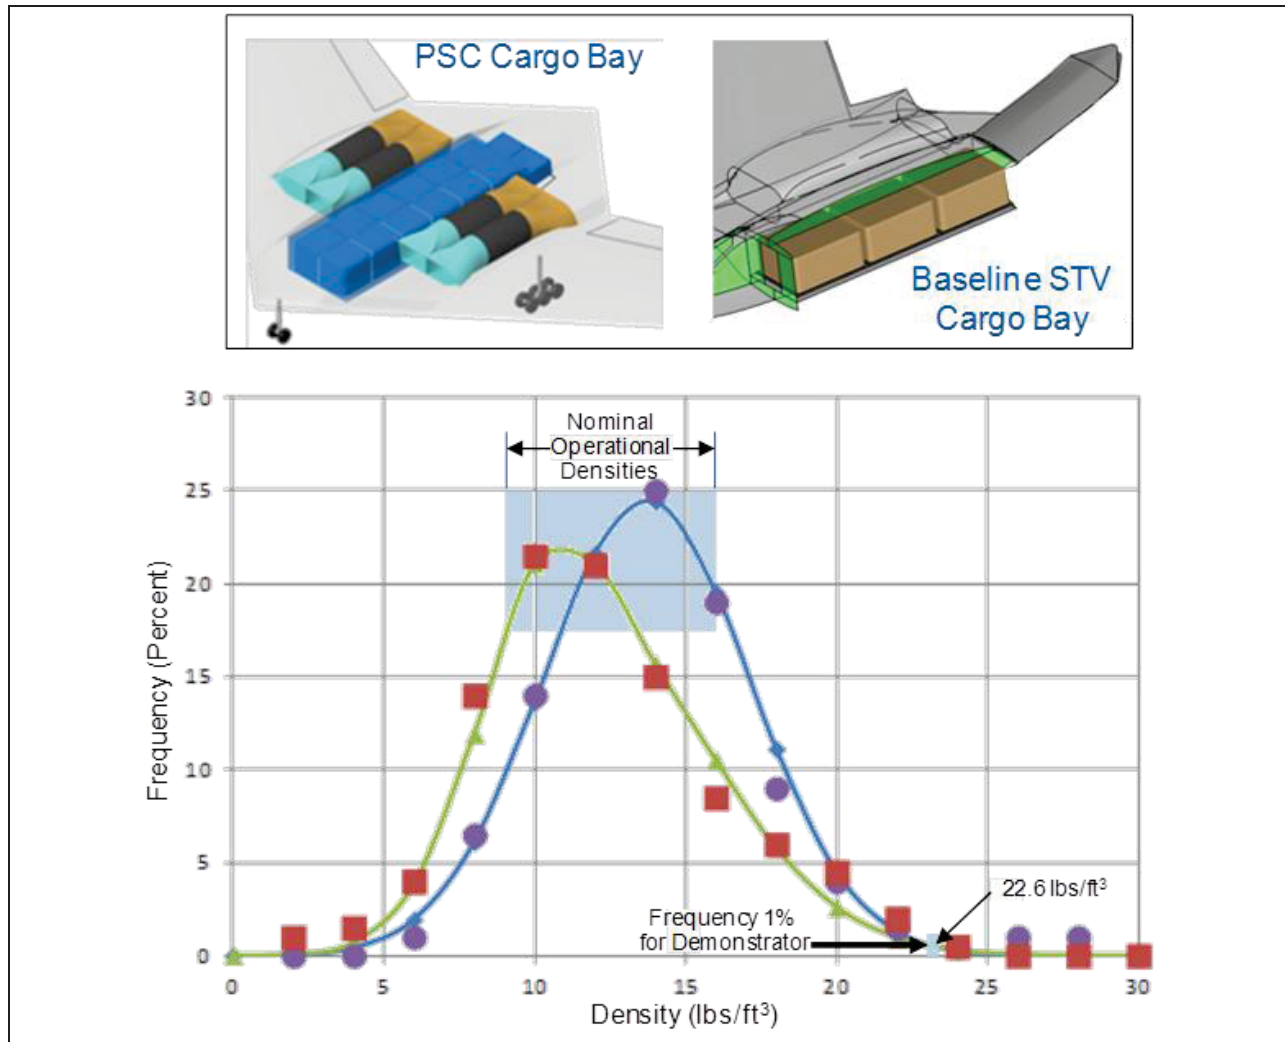 PSC Cargo Bay
Baseline STV
Cargo Bay
30
25
20
15
10
5
0
Frequency (Percent)
Nominal
Operational
Densities
22.6 lbs/ft³
Frequency 1%
for Demonstrator
0 5 10 15 20 25 30
Density (lbs/ft³)